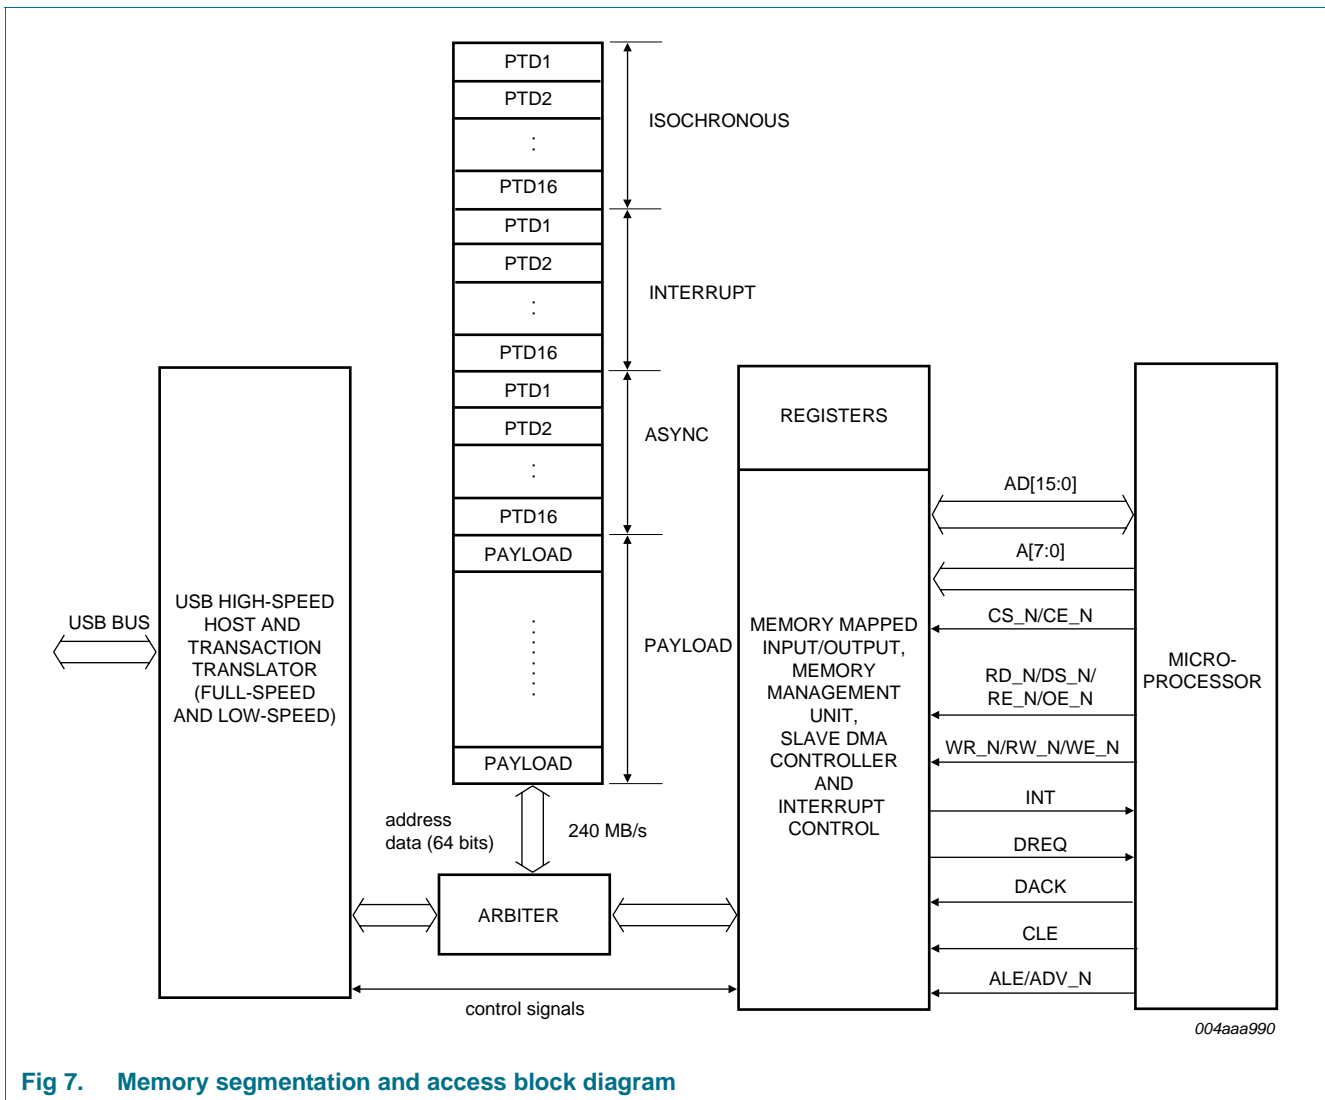 PTD1
PTD2
:
PTD16
ISOCHRONOUS
PTD1
PTD2
:
PTD16
INTERRUPT
PTD1
PTD2
:
PTD16
ASYNC
PAYLOAD
PAYLOAD
PAYLOAD
USB BUS
USB HIGH-SPEED
HOST AND
TRANSACTION
TRANSLATOR
(FULL-SPEED
AND LOW-SPEED)
address
data (64 bits)
240 MB/s
ARBITER
control signals
REGISTERS
MEMORY MAPPED
INPUT/OUTPUT,
MEMORY
MANAGEMENT
UNIT,
SLAVE DMA
CONTROLLER
AND
INTERRUPT
CONTROL
AD[15:0]
A[7:0]
CS_N/CE_N
RD_N/DS_N/
RE_N/OE_N
WR_N/RW_N/WE_N
INT
DREQ
DACK
CLE
ALE/ADV_N
MICRO-
PROCESSOR
004aaa990
Fig 7. Memory segmentation and access block diagram